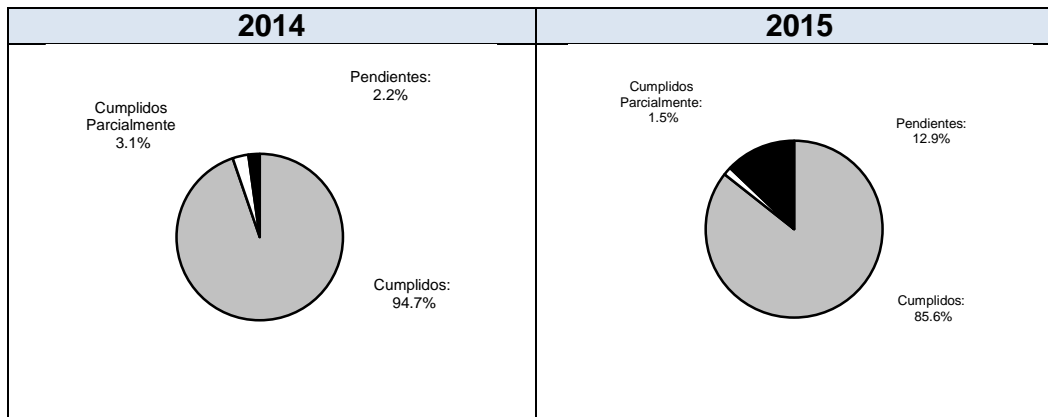 2014
2015
Pendientes:
2.2%
Cumplidos
Parcialmente
3.1%
Cumplidos:
94.7%
Cumplidos
Parcialmente:
1.5%
Pendientes:
12.9%
Cumplidos:
85.6%